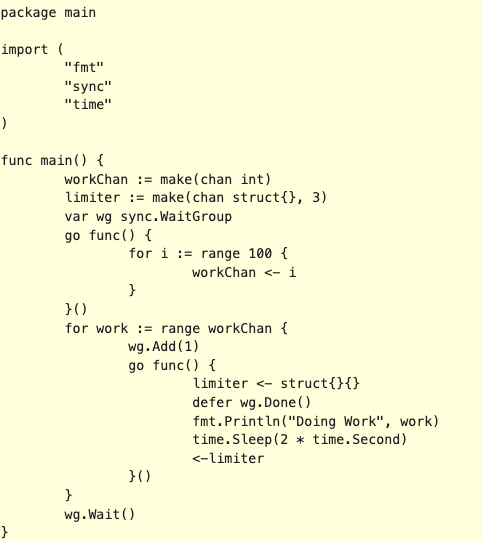 package main

import (
	"fmt"
	"sync"
	"time"
)

func main() {
	workChan := make(chan int)
	limiter := make(chan struct{}, 3)
	var wg sync.WaitGroup
	go func() {
		for i := range 100 {
			workChan <- i
		}
	}()
	for work := range workChan {
		wg.Add(1)
		go func() {
			limiter <- struct{}{}
			defer wg.Done()
			fmt.Println("Doing Work", work)
			time.Sleep(2 * time.Second)
			<-limiter
		}()
	}
	wg.Wait()
}